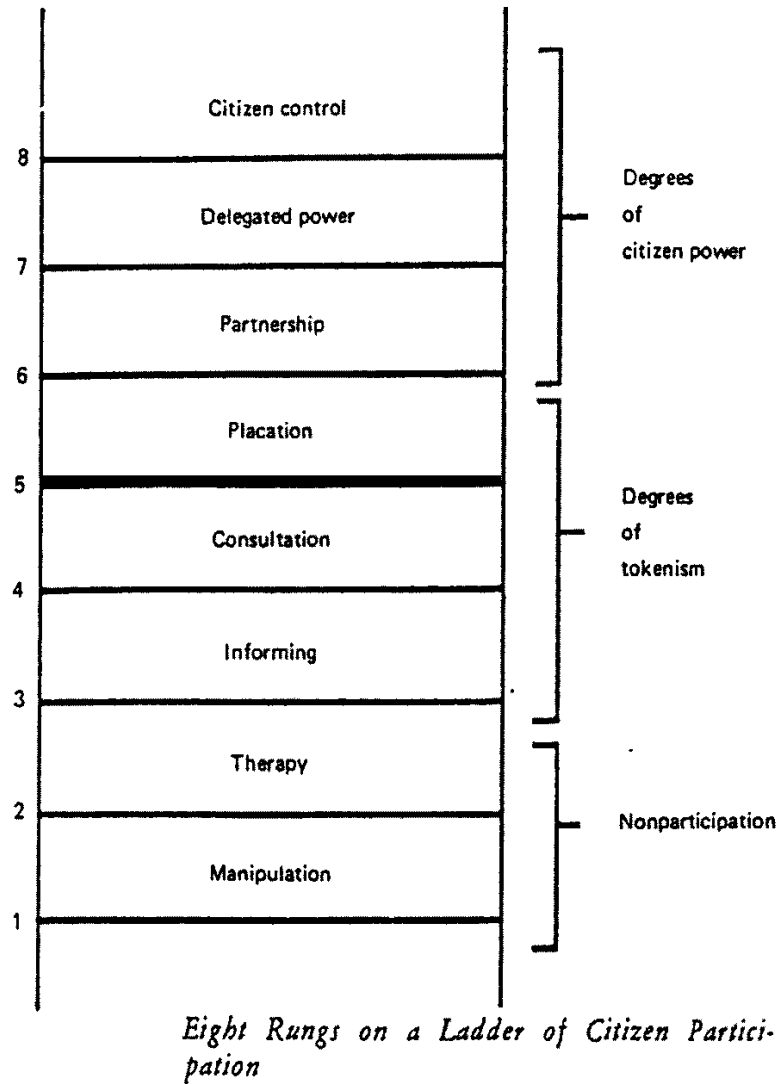 Citizen control
8
Delegated power
7
Partnership
6
Placation
5
Consultation
4
Informing
3
Therapy
2
Manipulation
1
Degrees
of
citizen power
Degrees
of
tokenism
Nonparticipation
Eight Rungs on a Ladder of Citizen Partici-
pation